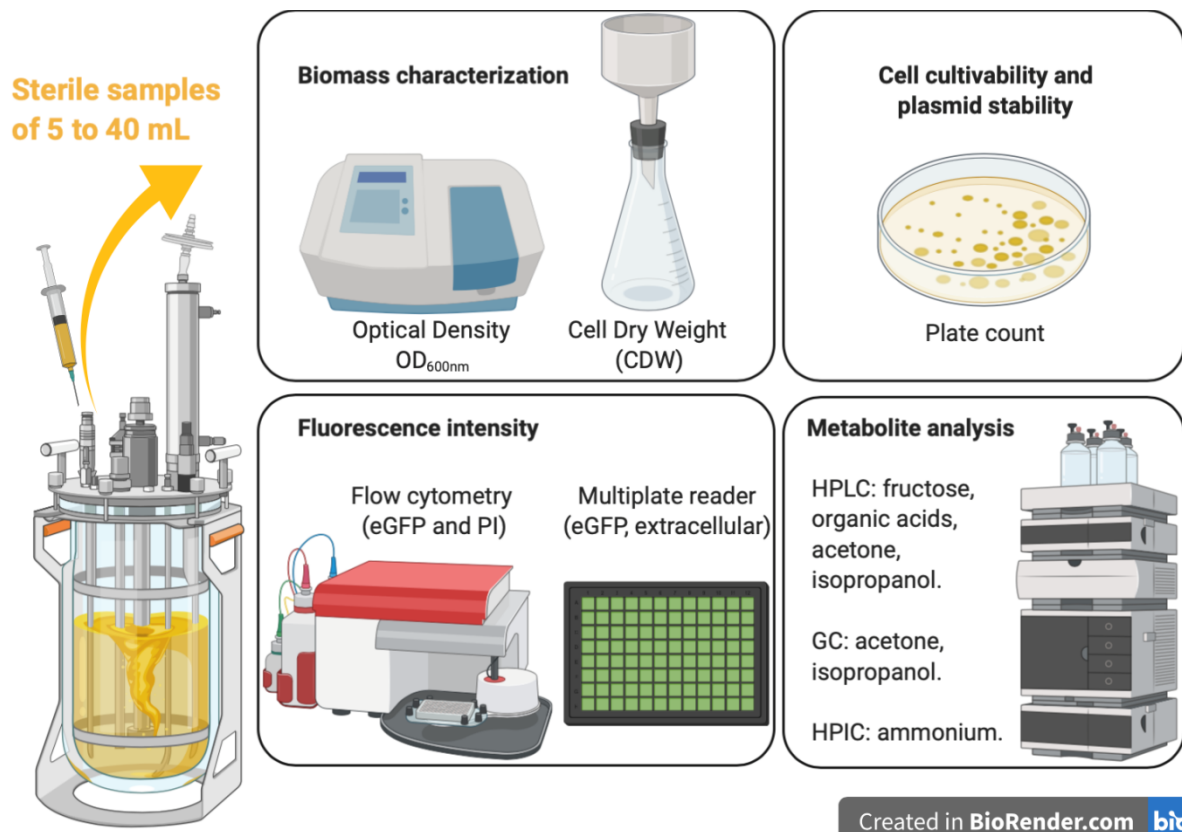 Sterile samples
of 5 to 40 mL
Biomass characterization
Optical Density
OD600nm
Cell Dry Weight
(CDW)
Cell cultivability and
plasmid stability
Plate count
Fluorescence intensity
Flow cytometry
(eGFP and PI)
Multiplate reader
(eGFP, extracellular)
Metabolite analysis
HPLC: fructose,
organic acids,
acetone,
isopropanol.
GC: acetone,
isopropanol.
HPIC: ammonium.
Created in BioRender.com